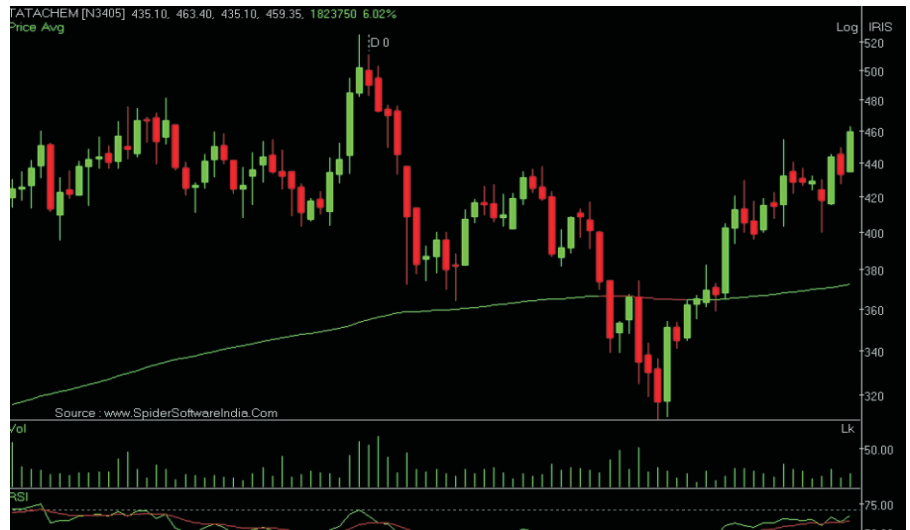 TATACHEM [N3405] 435.10, 463.40, 435.10, 459.35, 1823750 6.02%
Price Avg
Log IRIS
D 0
520
500
480
460
440
420
400
380
360
340
320
Source : www.SpiderSoftwareIndia.Com
Vol
Lk
50.00
RSI
75.00